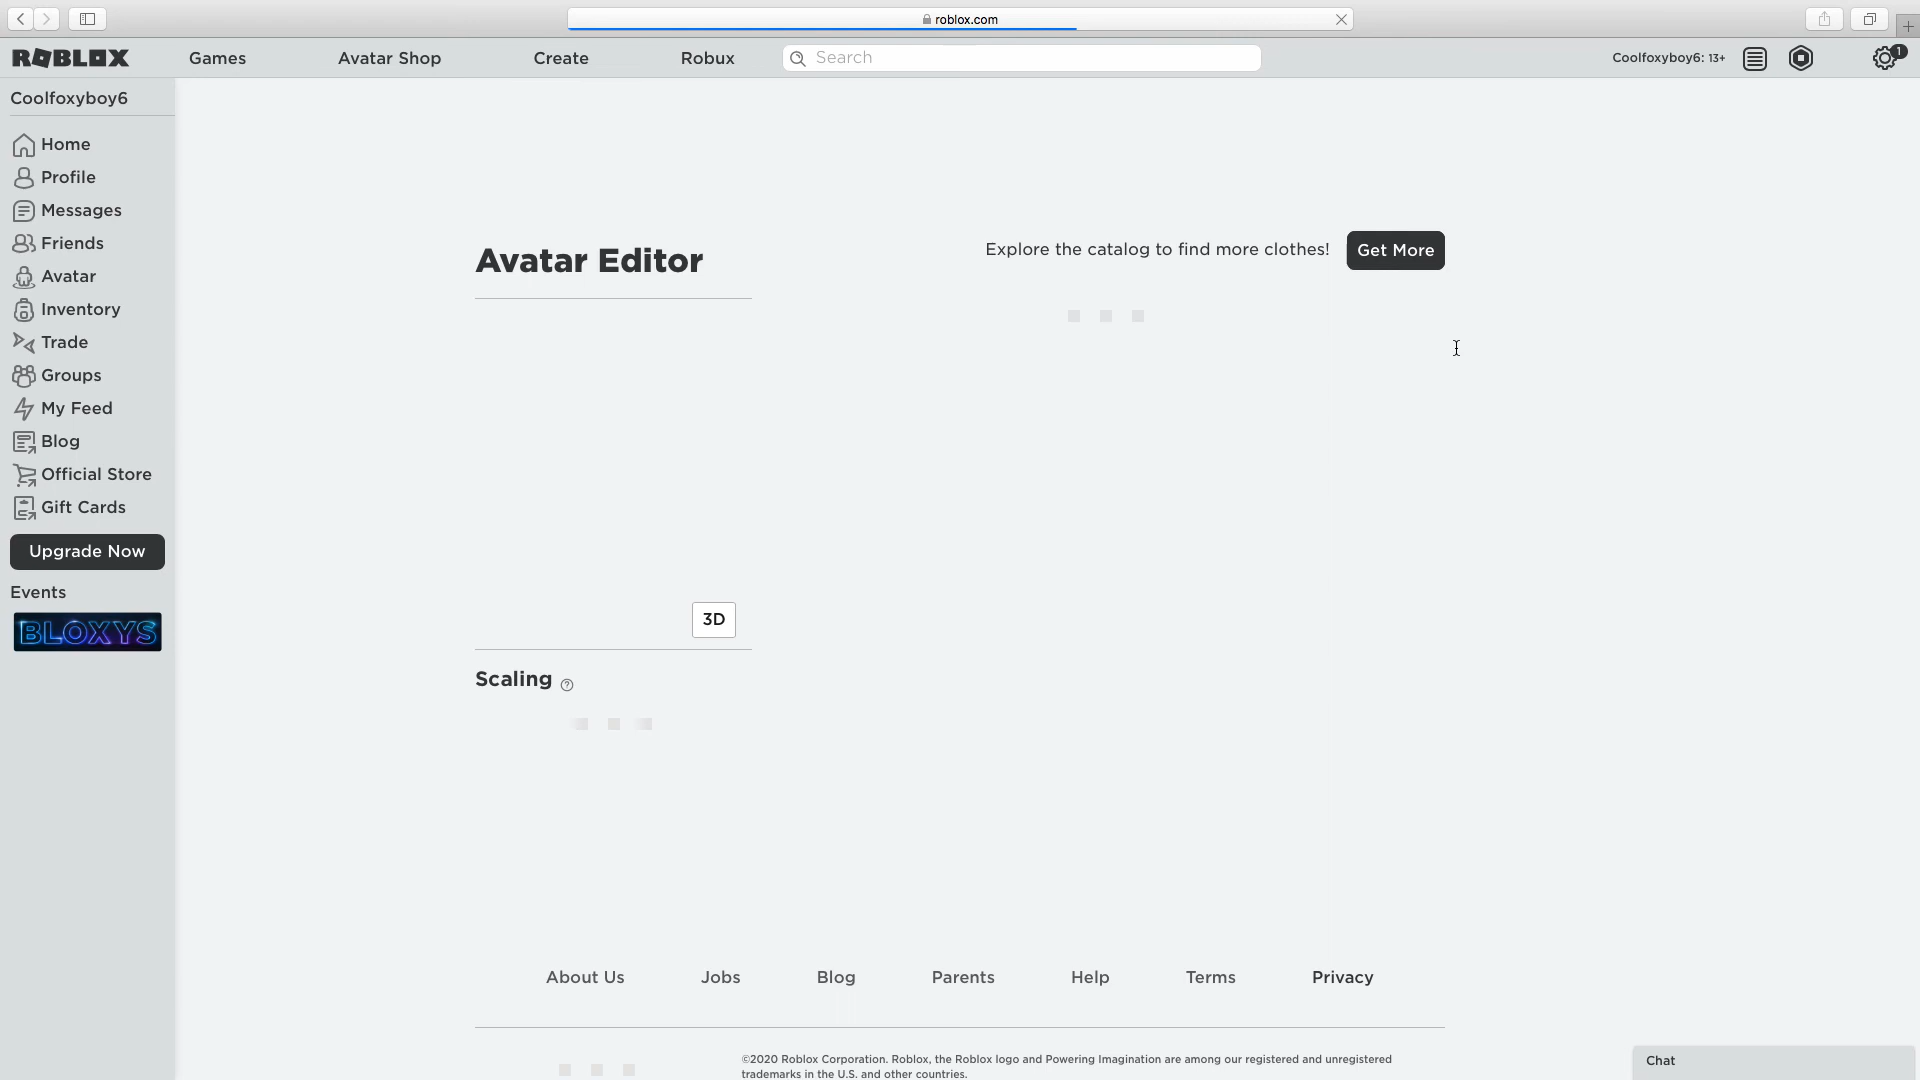 roblox.com
ROBLOX
Games
Avatar Shop
Create
Robux
Search
Coolfoxyboy6: 13+
1
Coolfoxyboy6
Home
Profile
Messages
Friends
Avatar
Inventory
Trade
Groups
My Feed
Blog
Official Store
Gift Cards
Upgrade Now
Events
BLOXYS
Avatar Editor
Explore the catalog to find more clothes!
Get More
3D
Scaling ?
About Us
Jobs
Blog
Parents
Help
Terms
Privacy
©2020 Roblox Corporation. Roblox, the Roblox logo and Powering Imagination are among our registered and unregistered
trademarks in the U.S. and other countries.
Chat